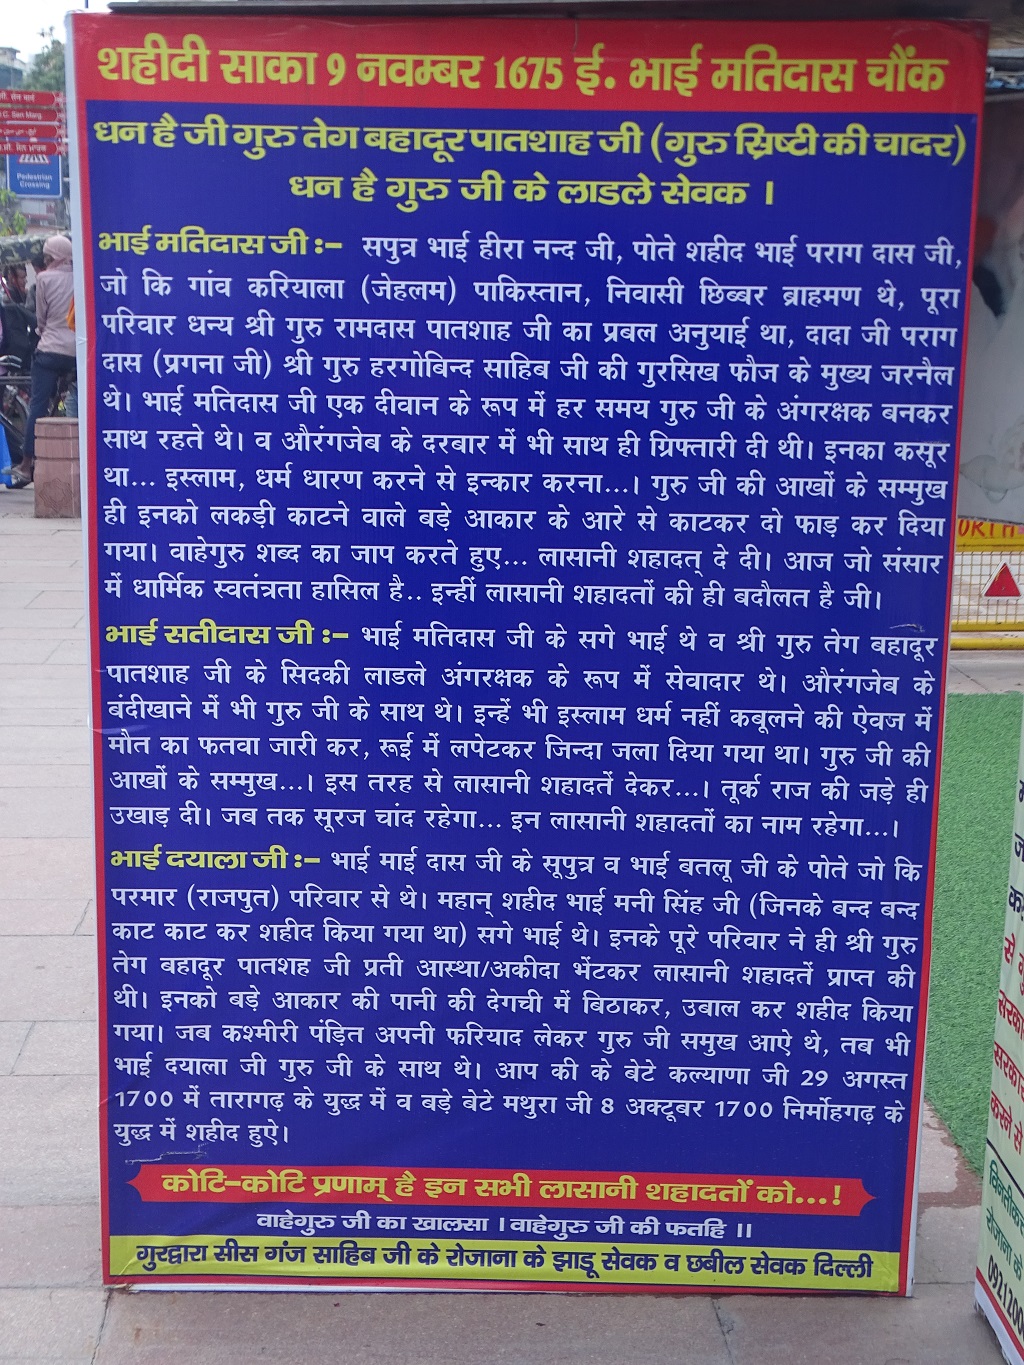 शहीदी साका 9 नवम्बर 1675 ई. भाई मतिदास चौंक
धन है जी गुरु तेग बहादूर पातशाह जी (गुरु स्रिष्टी की चादर)
धन है गुरु जी के लाडले सेवक ।
भाई मतिदास जी :– सपुत्र भाई हीरा नन्द जी, पोते शहीद भाई पराग दास जी,
जो कि गांव करियाला (जेहलम) पाकिस्तान, निवासी छिब्बर ब्राहमण थे, पूरा
परिवार धन्य श्री गुरु रामदास पातशाह जी का प्रबल अनुयाई था, दादा जी पराग
दास (प्रगना जी) श्री गुरु हरगोबिन्द साहिब जी की गुरसिख फौज के मुख्य जरनैल
थे। भाई मतिदास जी एक दीवान के रूप में हर समय गुरु जी के अंगरक्षक बनकर
साथ रहते थे। व औरंगजेब के दरबार में भी साथ ही ग्रिफ्तारी दी थी। इनका कसूर
था... इस्लाम, धर्म धारण करने से इन्कार करना...। गुरु जी की आखों के सम्मुख
ही इनको लकड़ी काटने वाले बड़े आकार के आरे से काटकर दो फाड़ कर दिया
गया। वाहेगुरु शब्द का जाप करते हुए... लासानी शहादत् दे दी। आज जो संसार
में धार्मिक स्वतंत्रता हासिल है.. इन्हीं लासानी शहादतों की ही बदौलत है जी।
भाई सतीदास जी :– भाई मतिदास जी के सगे भाई थे व श्री गुरु तेग बहादूर
पातशाह जी के सिदकी लाडले अंगरक्षक के रूप में सेवादार थे। औरंगजेब के
बंदीखाने में भी गुरु जी के साथ थे। इन्हें भी इस्लाम धर्म नहीं कबूलने की ऐवज में
मौत का फतवा जारी कर, रूई में लपेटकर जिन्दा जला दिया गया था। गुरु जी की
आखों के सम्मुख...। इस तरह से लासानी शहादतें देकर...। तूर्क राज की जड़े ही
उखाड़ दी। जब तक सूरज चांद रहेगा... इन लासानी शहादतों का नाम रहेगा...।
भाई दयाला जी :– भाई माई दास जी के सूपुत्र व भाई बतलू जी के पोते जो कि
परमार (राजपुत) परिवार से थे। महान् शहीद भाई मनी सिंह जी (जिनके बन्द बन्द
काट काट कर शहीद किया गया था) सगे भाई थे। इनके पूरे परिवार ने ही श्री गुरु
तेग बहादूर पातशह जी प्रती आस्था/अकीदा भेंटकर लासानी शहादतें प्राप्त की
थी। इनको बड़े आकार की पानी की देगची में बिठाकर, उबाल कर शहीद किया
गया। जब कश्मीरी पंड़ित अपनी फरियाद लेकर गुरु जी समुख आऐ थे, तब भी
भाई दयाला जी गुरु जी के साथ थे। आप की के बेटे कल्याणा जी 29 अगस्त
1700 में तारागढ़ के युद्ध में व बड़े बेटे मथुरा जी 8 अक्टूबर 1700 निर्मोहगढ़ के
युद्ध में शहीद हुऐ।
कोटि–कोटि प्रणाम् है इन सभी लासानी शहादतों को...!
वाहेगुरु जी का खालसा । वाहेगुरु जी की फतहि ।।
गुरद्वारा सीस गंज साहिब जी के रोजाना के झाडू सेवक व छबील सेवक दिल्ली
Pedestrian
Crossing